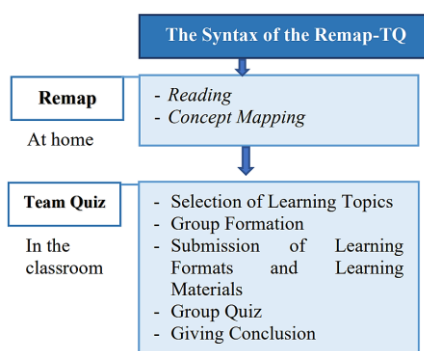 The Syntax of the Remap-TQ
Remap
At home
- Reading
- Concept Mapping
Team Quiz
In the
classroom
- Selection of Learning Topics
- Group Formation
- Submission of Learning
Formats and Learning
Materials
- Group Quiz
- Giving Conclusion